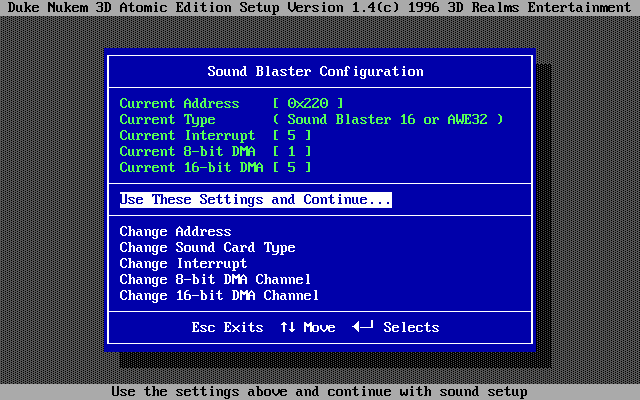 Duke Nukem 3D Atomic Edition Setup Version 1.4(c) 1996 3D Realms Entertainment
Sound Blaster Configuration
Current Address [ 0x220 ]
Current Type ( Sound Blaster 16 or AWE32 )
Current Interrupt [ 5 ]
Current 8-bit DMA [ 1 ]
Current 16-bit DMA [ 5 ]
Use These Settings and Continue...
Change Address
Change Sound Card Type
Change Interrupt
Change 8-bit DMA Channel
Change 16-bit DMA Channel
Esc Exits ↑↓ Move ◄─┘ Selects
Use the settings above and continue with sound setup